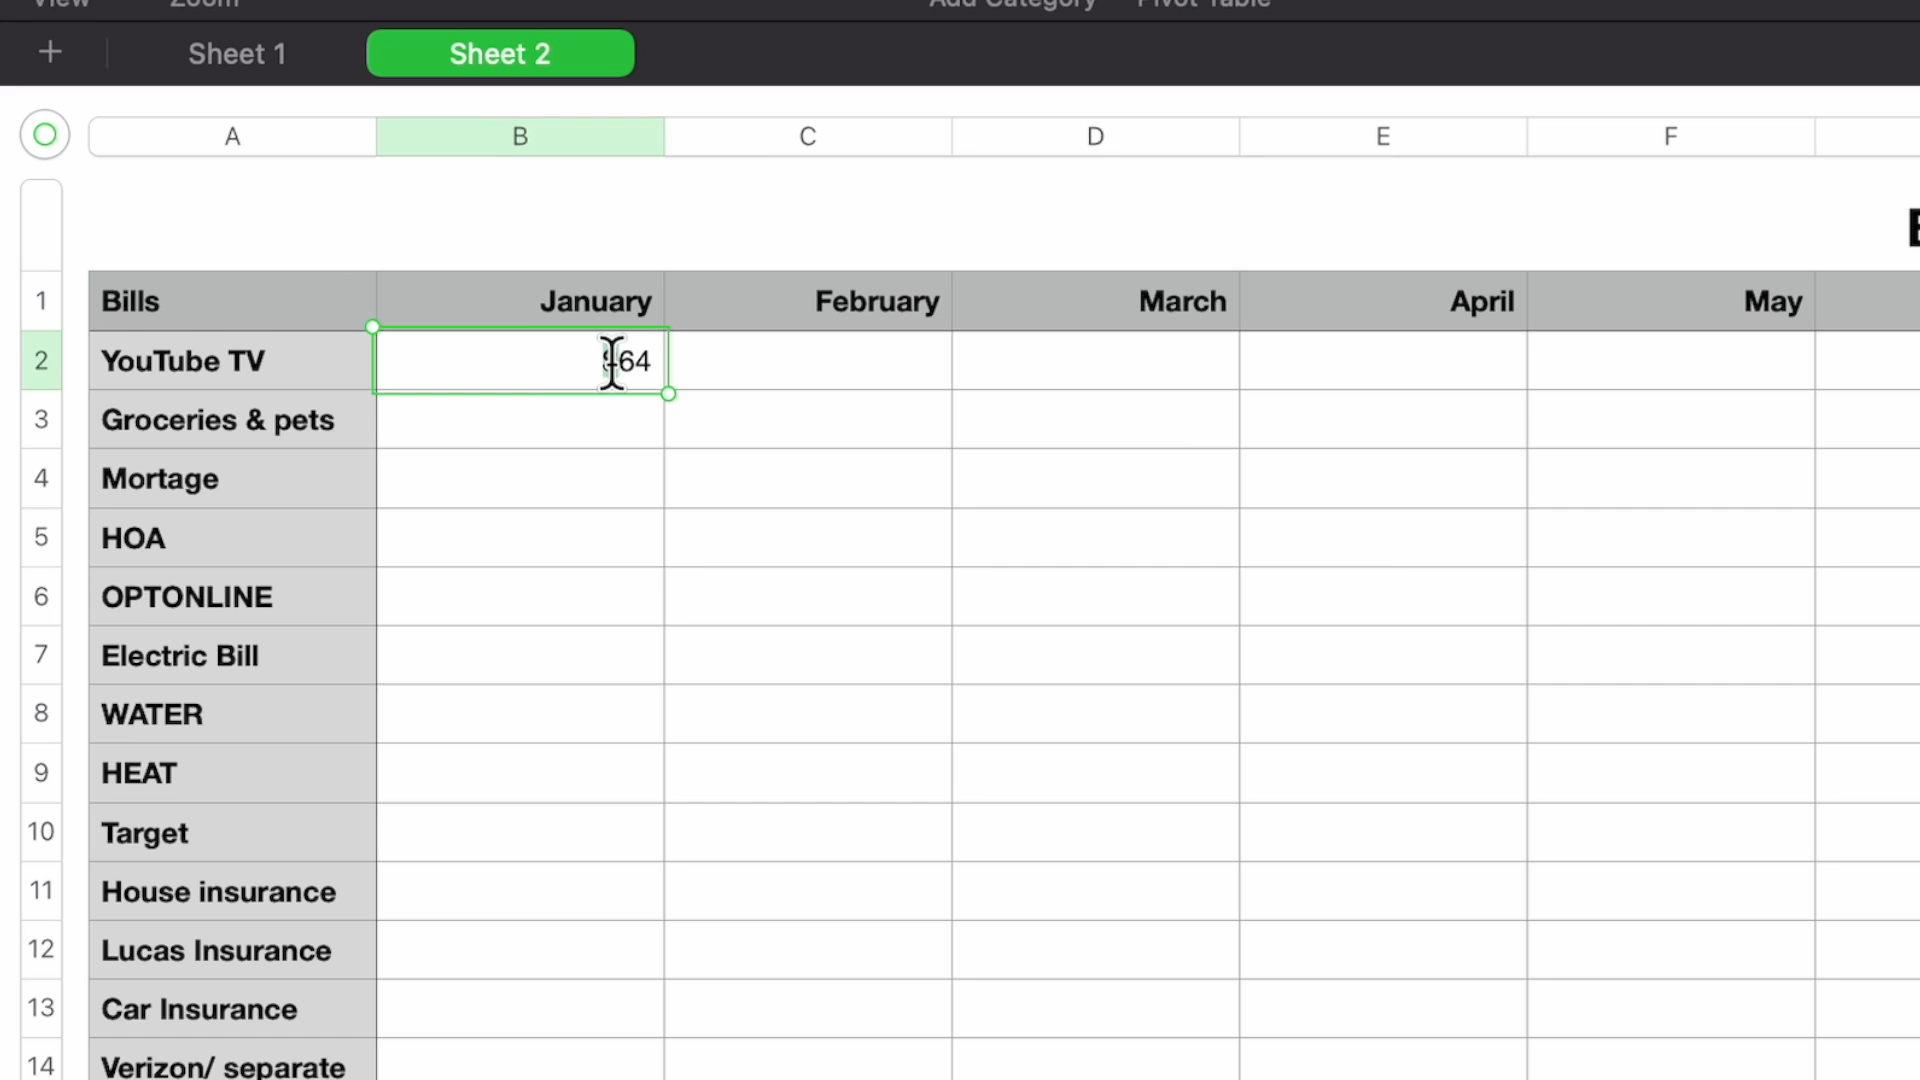 View Zoom Add Category Pivot Table
+ Sheet 1 Sheet 2
A B C D E F
1 Bills January February March April May
2 YouTube TV 64
3 Groceries & pets
4 Mortage
5 HOA
6 OPTONLINE
7 Electric Bill
8 WATER
9 HEAT
10 Target
11 House insurance
12 Lucas Insurance
13 Car Insurance
14 Verizon/ separate